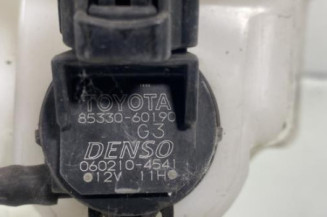 TOYOTA
85330-60190
G3
DENSO
060210-4541
12V 11H